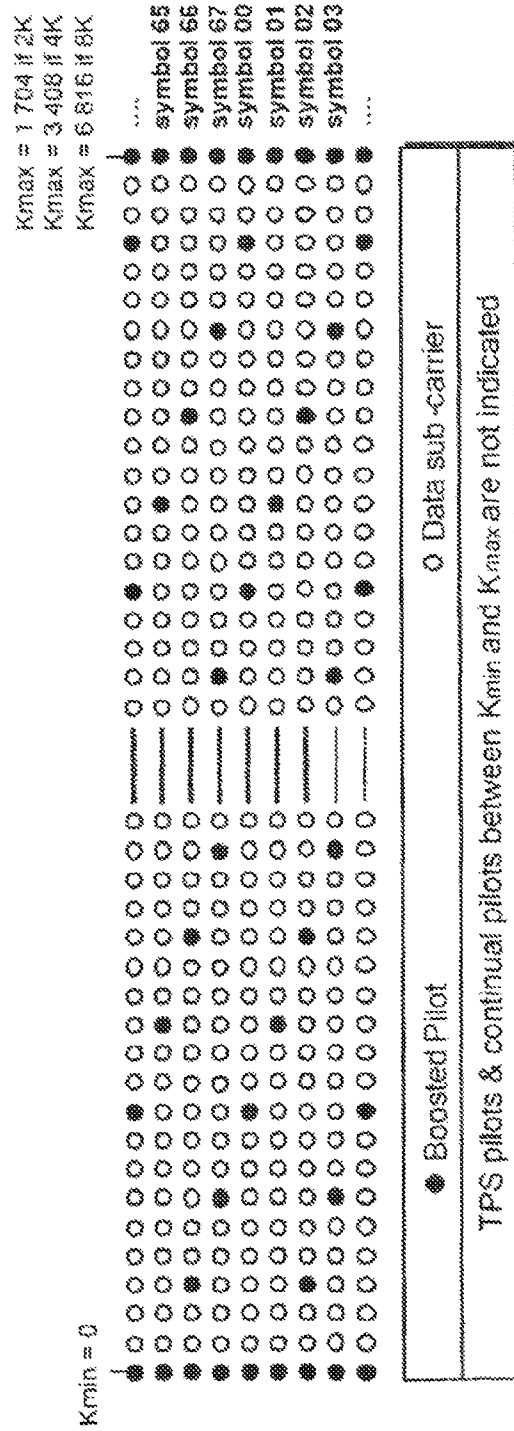 Kmin = 0
Kmax = 1 704 if 2K
Kmax = 3 408 if 4K
Kmax = 6 816 if 8K
....
symbol 65
symbol 66
symbol 67
symbol 00
symbol 01
symbol 02
symbol 03
....
Boosted Pilot
Data sub-carrier
TPS pilots & continual pilots between Kmin and Kmax are not indicated